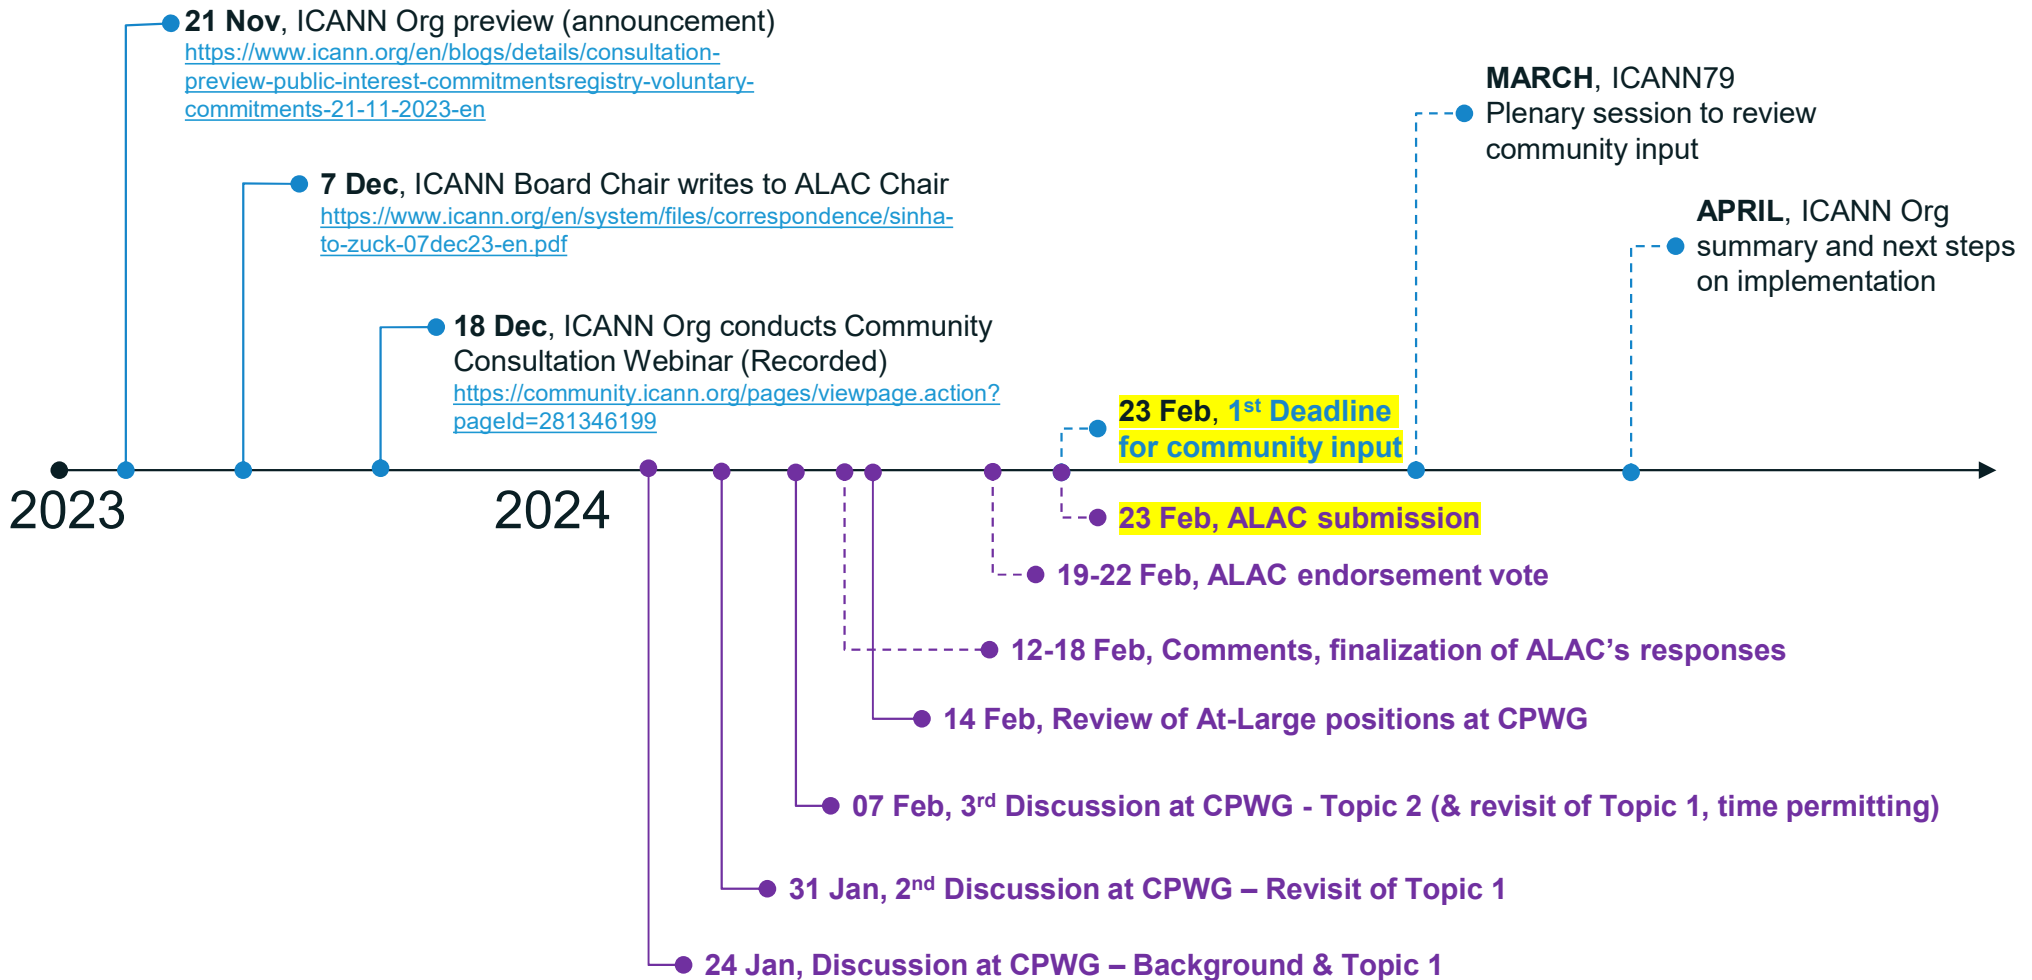 21 Nov, ICANN Org preview (announcement)
https://www.icann.org/en/blogs/details/consultation-
preview-public-interest-commitmentsregistry-voluntary-
commitments-21-11-2023-en
7 Dec, ICANN Board Chair writes to ALAC Chair
https://www.icann.org/en/system/files/correspondence/sinha-
to-zuck-07dec23-en.pdf
18 Dec, ICANN Org conducts Community
Consultation Webinar (Recorded)
https://community.icann.org/pages/viewpage.action?
pageId=281346199
MARCH, ICANN79
Plenary session to review
community input
APRIL, ICANN Org
summary and next steps
on implementation
23 Feb, 1st Deadline
for community input
2023
2024
23 Feb, ALAC submission
19-22 Feb, ALAC endorsement vote
12-18 Feb, Comments, finalization of ALAC’s responses
14 Feb, Review of At-Large positions at CPWG
07 Feb, 3rd Discussion at CPWG - Topic 2 (& revisit of Topic 1, time permitting)
31 Jan, 2nd Discussion at CPWG – Revisit of Topic 1
24 Jan, Discussion at CPWG – Background & Topic 1